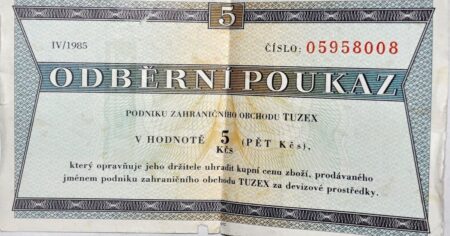 5
IV/1985 ČÍSLO: 05958008
ODBĚRNÍ POUKAZ
PODNIKU ZAHRANIČNÍHO OBCHODU TUZEX
V HODNOTĚ 5 Kčs (PĚT Kčs),
který opravňuje jeho držitele uhradit kupní cenu zboží, prodávaného
jménem podniku zahraničního obchodu TUZEX za devizové prostředky.
5